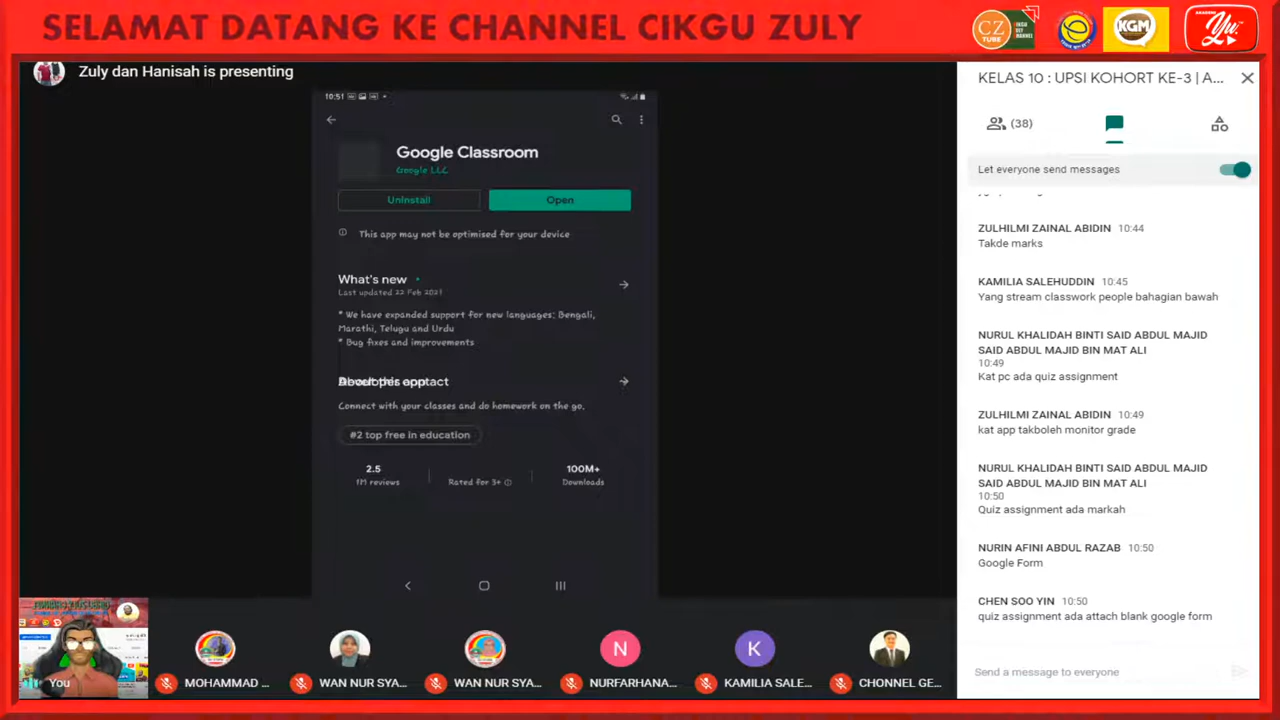 SELAMAT DATANG KE CHANNEL CIKGU ZULY
CZ
TUBE
KGM
Yu
Zuly dan Hanisah is presenting
10:51
Google Classroom
Google LLC
Uninstall
Open
This app may not be optimised for your device
What's new
Last updated 22 Feb 2021
* We have expanded support for new languages: Bengali,
Marathi, Telugu and Urdu
* Bug fixes and improvements
Connect with your classes and do homework on the go.
#2 top free in education
2.5
1M reviews
Rated for 3+
100M+
Downloads
KELAS 10 : UPSI KOHORT KE-3 | A...
(38)
Let everyone send messages
ZULHILMI ZAINAL ABIDIN 10:44
Takde marks
KAMILIA SALEHUDDIN 10:45
Yang stream classwork people bahagian bawah
NURUL KHALIDAH BINTI SAID ABDUL MAJID
SAID ABDUL MAJID BIN MAT ALI
10:49
Kat pc ada quiz assignment
ZULHILMI ZAINAL ABIDIN 10:49
kat app takboleh monitor grade
NURUL KHALIDAH BINTI SAID ABDUL MAJID
SAID ABDUL MAJID BIN MAT ALI
10:50
Quiz assignment ada markah
NURIN AFINI ABDUL RAZAB 10:50
Google Form
CHEN SOO YIN 10:50
quiz assignment ada attach blank google form
Send a message to everyone
You
MOHAMMAD ...
WAN NUR SYA...
WAN NUR SYA...
N
NURFARHANA...
K
KAMILIA SALE...
CHONNEL GE...